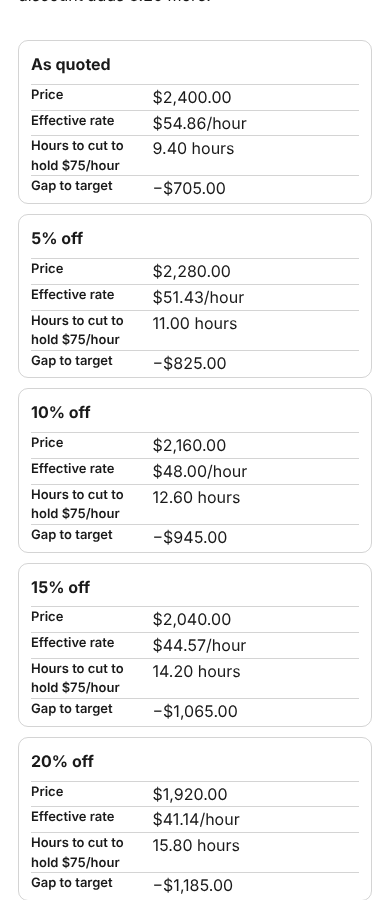 As quoted
Price $2,400.00
Effective rate $54.86/hour
Hours to cut to 9.40 hours
hold $75/hour
Gap to target −$705.00
5% off
Price $2,280.00
Effective rate $51.43/hour
Hours to cut to 11.00 hours
hold $75/hour
Gap to target −$825.00
10% off
Price $2,160.00
Effective rate $48.00/hour
Hours to cut to 12.60 hours
hold $75/hour
Gap to target −$945.00
15% off
Price $2,040.00
Effective rate $44.57/hour
Hours to cut to 14.20 hours
hold $75/hour
Gap to target −$1,065.00
20% off
Price $1,920.00
Effective rate $41.14/hour
Hours to cut to 15.80 hours
hold $75/hour
Gap to target −$1,185.00